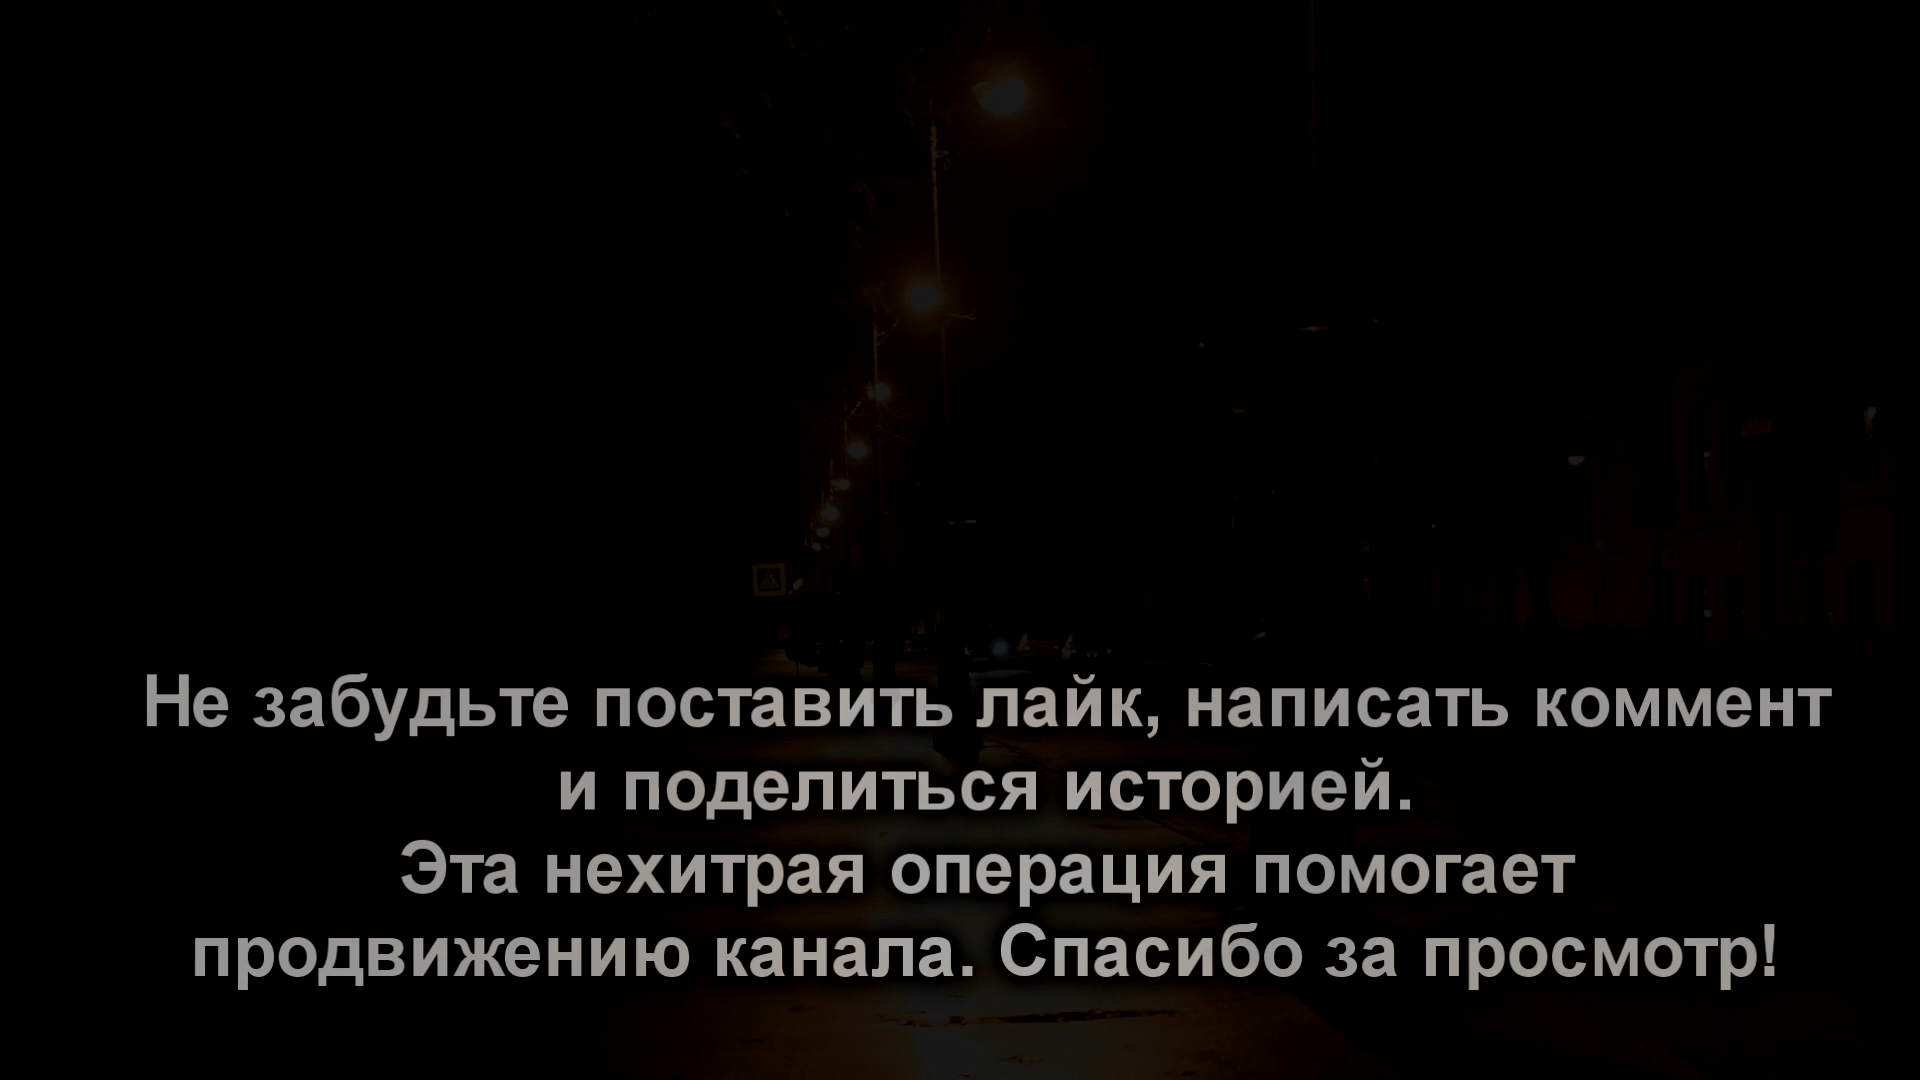 Не забудьте поставить лайк, написать коммент
и поделиться историей.
Эта нехитрая операция помогает
продвижению канала. Спасибо за просмотр!